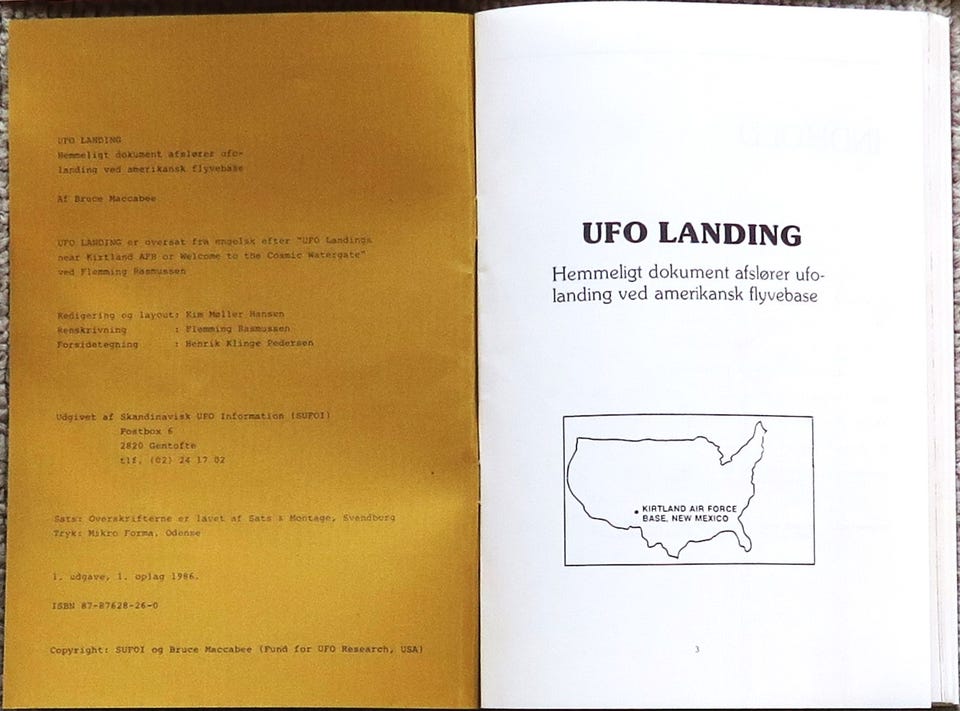 UFO LANDING
Hemmeligt dokument afslører ufo-
landing ved amerikansk flyvebase
Af Bruce Maccabee
UFO LANDING er oversat fra engelsk efter "UFO Landings
near Kirtland AFB or Welcome to the Cosmic Watergate"
ved Flemming Rasmussen
Redigering og layout: Kim Møller Hansen
Renskrivning : Flemming Rasmussen
Forsidetegning : Henrik Klinge Pedersen
Udgivet af Skandinavisk UFO Information (SUFOI)
Postbox 6
2820 Gentofte
tlf. (02) 24 17 02
Sats: Overskrifterne er lavet af Sats & Montage, Svendborg
Tryk: Mikro Forma, Odense
1. udgave, 1. oplag 1986.
ISBN 87-87628-26-0
Copyright: SUFOI og Bruce Maccabee (Fund for UFO Research, USA)
UFO LANDING
Hemmeligt dokument afslører ufo-
landing ved amerikansk flyvebase
KIRTLAND AIR FORCE
BASE, NEW MEXICO
3